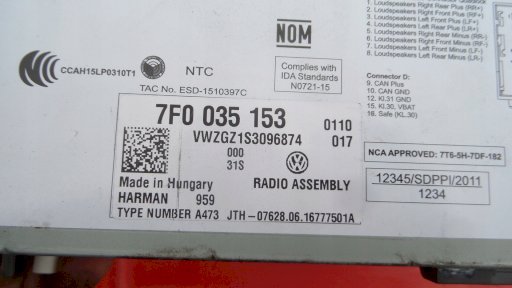 1. Loudspeakers Right Rear Plus (RR+)
2. Loudspeakers Right Front Plus (RF+)
3. Loudspeakers Left Front Plus (LF+)
4. Loudspeakers Left Rear Plus (LR+)
5. Loudspeakers Right Rear Minus (RR-)
6. Loudspeakers Right Front Minus (RF-)
7. Loudspeakers Left Front Minus (LF-)
8. Loudspeakers Left Rear Minus (LR-)
Connector D:
9. CAN Plus
10. CAN GND
12. Kl.31 GND
15. Kl.30, VBAT
16. Safe (KL.30)
NOM
CCAH15LP0310T1
NTC
TAC No. ESD-1510397C
Complies with
IDA Standards
N0721-15
7F0 035 153
0110
VWZGZ1S3096874
017
000
31S
Made in Hungary
RADIO ASSEMBLY
HARMAN 959
TYPE NUMBER A473 JTH-07628.06.16777501A
NCA APPROVED: 7T6-5H-7DF-182
12345/SDPPI/2011
1234